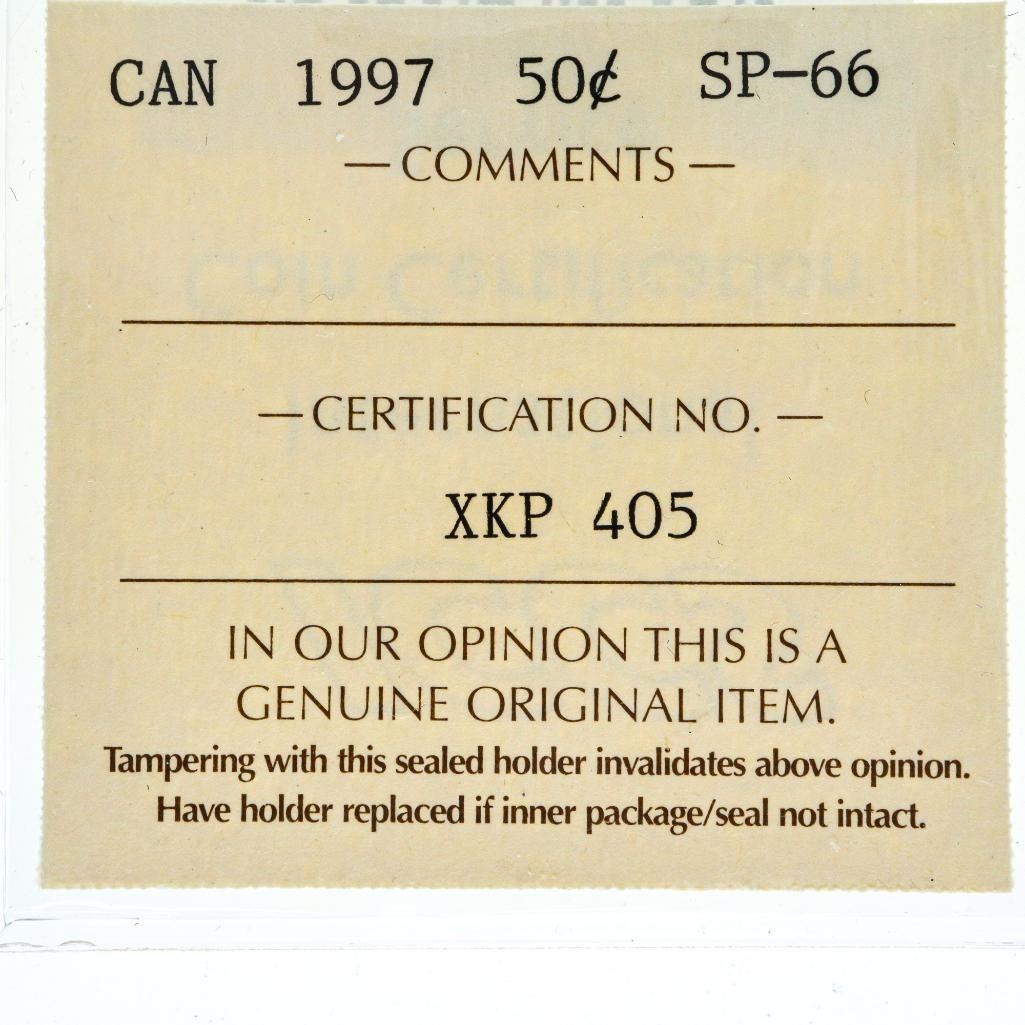 CAN 1997 50¢ SP-66
— COMMENTS —
— CERTIFICATION NO. —
XKP 405
IN OUR OPINION THIS IS A
GENUINE ORIGINAL ITEM.
Tampering with this sealed holder invalidates above opinion.
Have holder replaced if inner package/seal not intact.